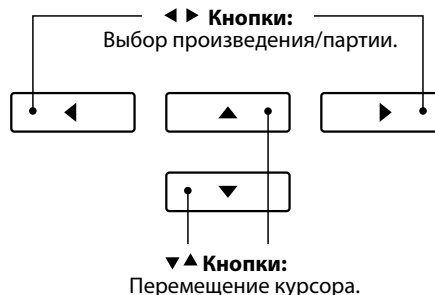 ◀ ▶ Кнопки:
Выбор произведения/партии.
▼▲ Кнопки:
Перемещение курсора.